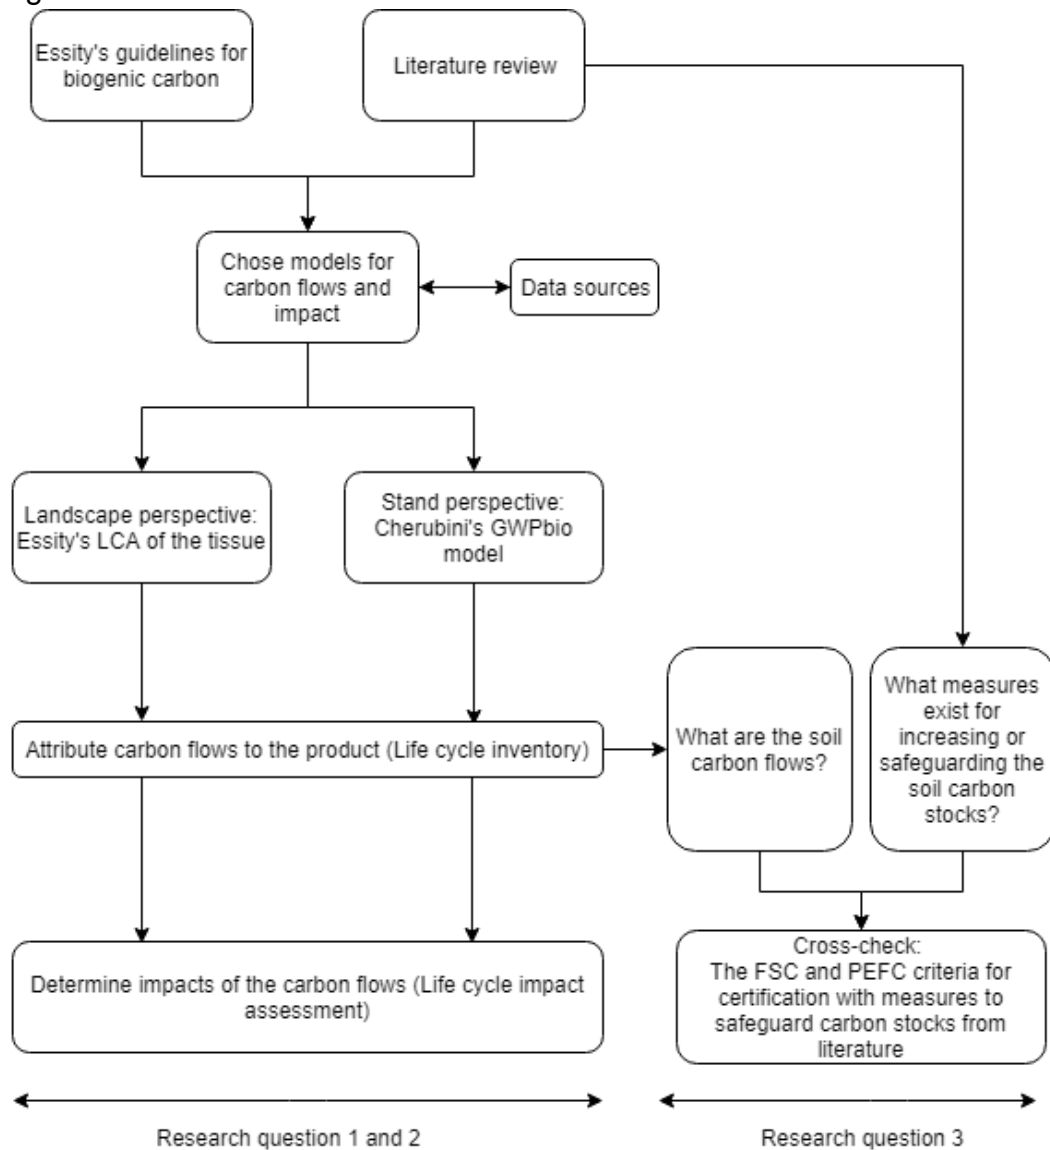 Essity's guidelines for
biogenic carbon
Literature review
Chose models for
carbon flows and
impact
Data sources
Landscape perspective:
Essity's LCA of the tissue
Stand perspective:
Cherubini's GWPbio
model
Attribute carbon flows to the product (Life cycle inventory)
What are the soil
carbon flows?
What measures
exist for
increasing or
safeguarding the
soil carbon
stocks?
Determine impacts of the carbon flows (Life cycle impact
assessment)
Cross-check:
The FSC and PEFC criteria for
certification with measures to
safeguard carbon stocks from
literature
Research question 1 and 2
Research question 3